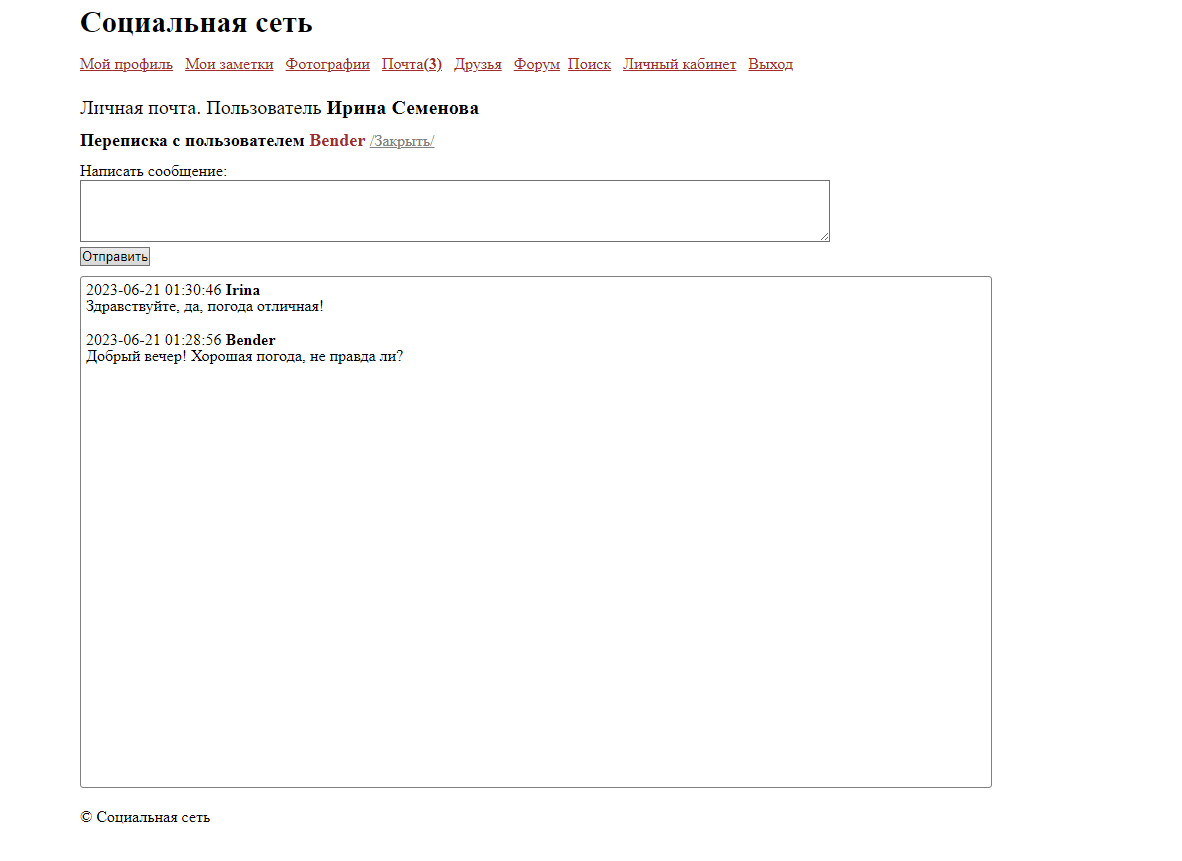 Социальная сеть
Мой профиль Мои заметки Фотографии Почта(3) Друзья Форум Поиск Личный кабинет Выход
Личная почта. Пользователь Ирина Семенова
Переписка с пользователем Bender /Закрыть/
Написать сообщение:
Отправить
2023-06-21 01:30:46 Irina
Здравствуйте, да, погода отличная!
2023-06-21 01:28:56 Bender
Добрый вечер! Хорошая погода, не правда ли?
© Социальная сеть